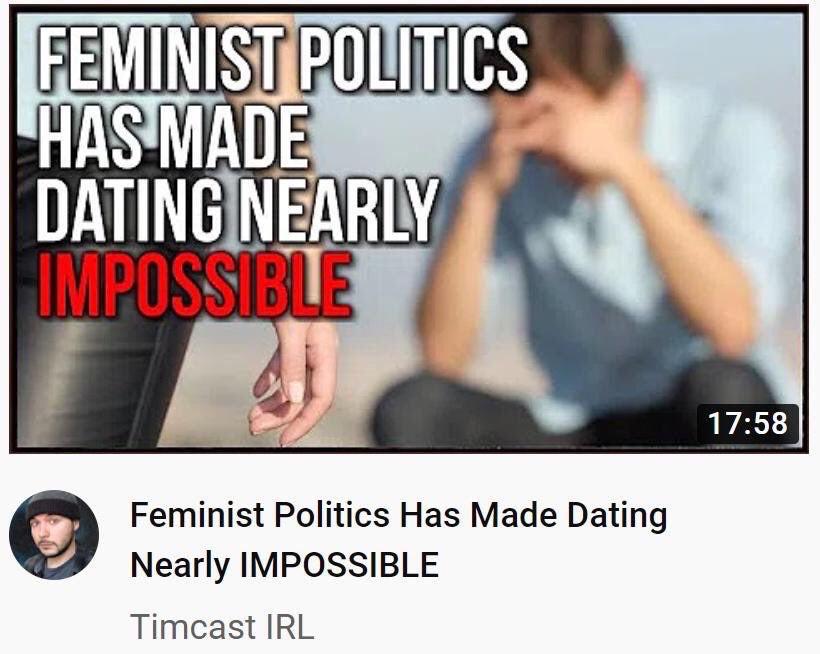 FEMINIST POLITICS
HAS MADE
DATING NEARLY
IMPOSSIBLE
17:58
Feminist Politics Has Made Dating
Nearly IMPOSSIBLE
Timcast IRL